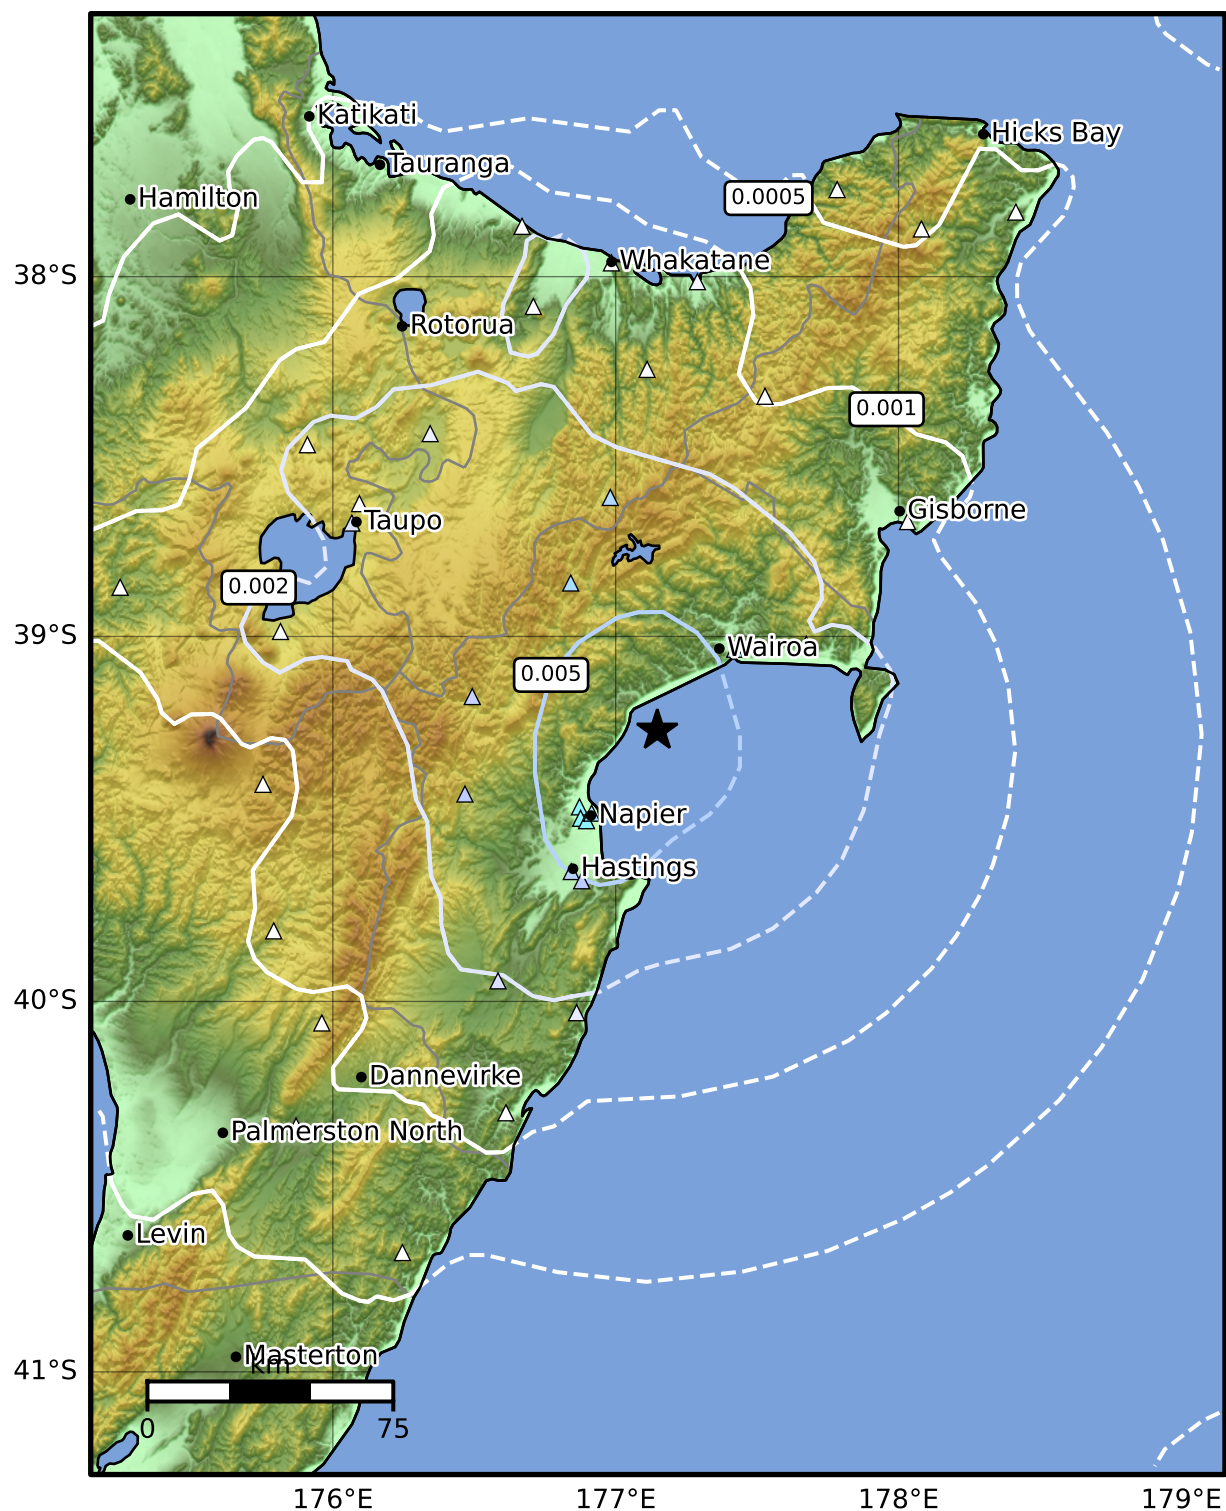 Katikati
Hicks Bay
Tauranga
Hamilton
0.0005
Whakatane
38°S
Rotorua
0.001
Gisborne
Taupo
0.002
39°S
Wairoa
0.005
Napier
Hastings
40°S
Dannevirke
Palmerston North
Levin
Masterton
km
41°S
0 75
176°E 177°E 178°E 179°E